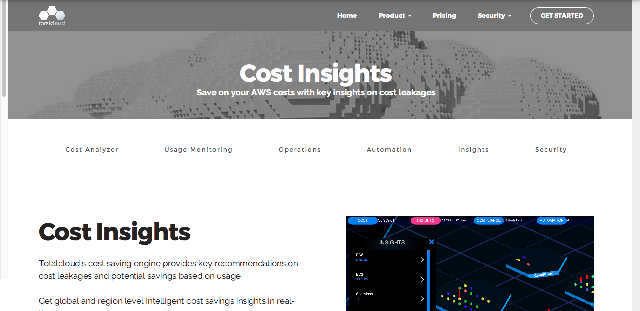 totalcloud
Home
Product
Pricing
Security
GET STARTED
Cost Insights
Save on your AWS costs with key insights on cost leakages
Cost Analyzer
Usage Monitoring
Operations
Automation
Insights
Security
Cost Insights
Totalcloud's cost saving engine provides key recommendations on
cost leakages and potential savings based on usage
Get global and region level intelligent cost savings insights in real-
INSIGHTS